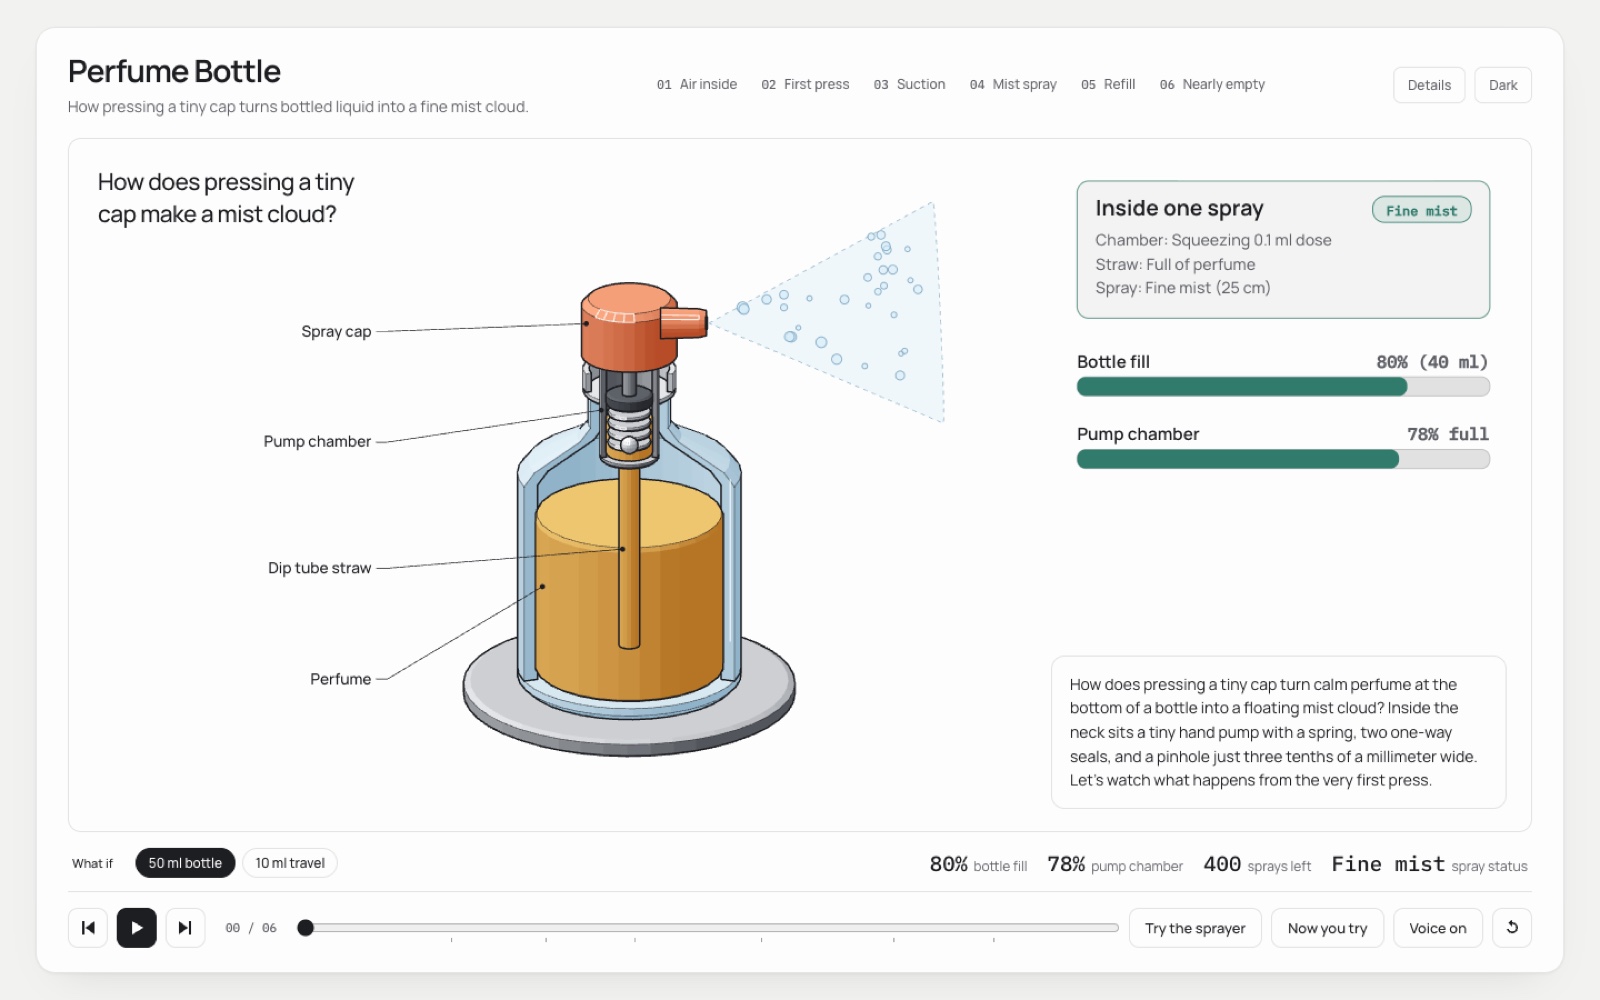 Perfume Bottle
How pressing a tiny cap turns bottled liquid into a fine mist cloud.
01 Air inside
02 First press
03 Suction
04 Mist spray
05 Refill
06 Nearly empty
Details
Dark
How does pressing a tiny
cap make a mist cloud?
Spray cap
Pump chamber
Dip tube straw
Perfume
Inside one spray
Fine mist
Chamber: Squeezing 0.1 ml dose
Straw: Full of perfume
Spray: Fine mist (25 cm)
Bottle fill
80% (40 ml)
Pump chamber
78% full
How does pressing a tiny cap turn calm perfume at the
bottom of a bottle into a floating mist cloud? Inside the
neck sits a tiny hand pump with a spring, two one-way
seals, and a pinhole just three tenths of a millimeter wide.
Let's watch what happens from the very first press.
What if
50 ml bottle
10 ml travel
80% bottle fill
78% pump chamber
400 sprays left
Fine mist spray status
00 / 06
Try the sprayer
Now you try
Voice on